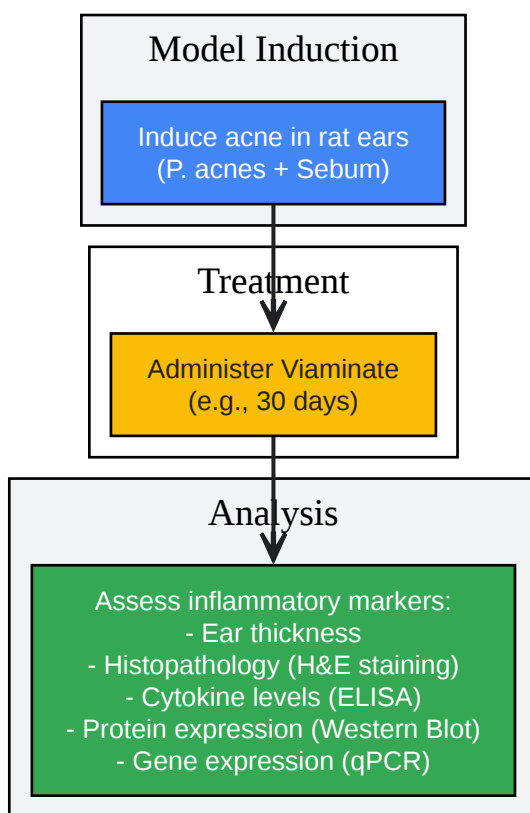 Model Induction
Induce acne in rat ears
(P. acnes + Sebum)
Treatment
Administer Viaminate
(e.g., 30 days)
Analysis
Assess inflammatory markers:
- Ear thickness
- Histopathology (H&E staining)
- Cytokine levels (ELISA)
- Protein expression (Western Blot)
- Gene expression (qPCR)